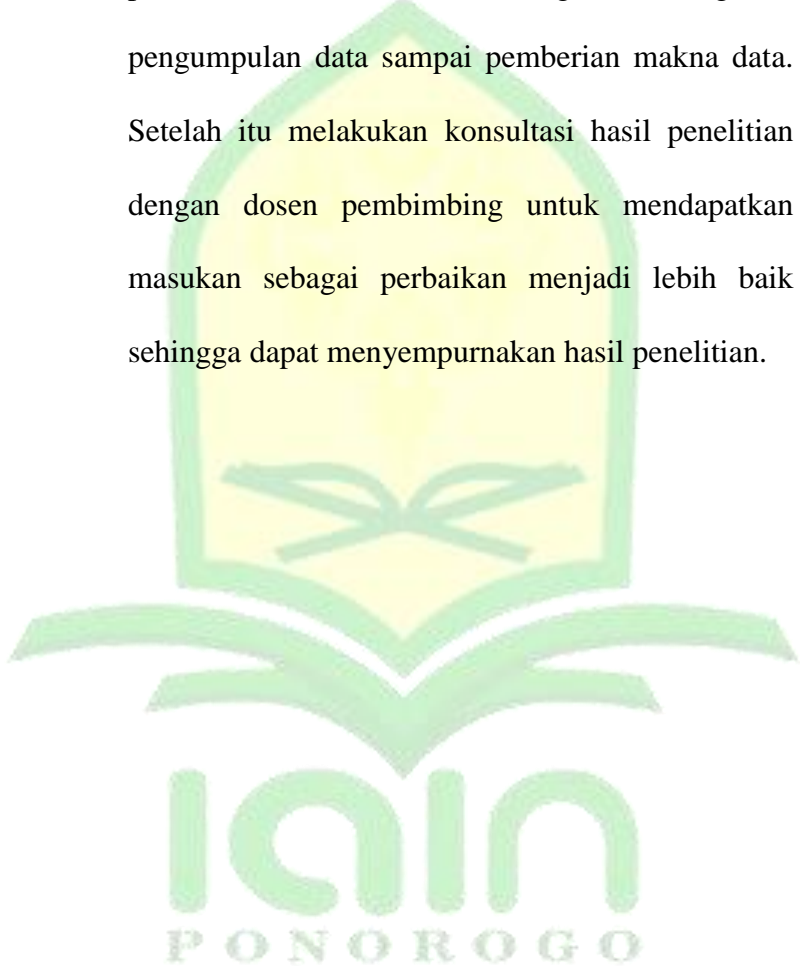 pengumpulan data sampai pemberian makna data.
Setelah itu melakukan konsultasi hasil penelitian
dengan dosen pembimbing untuk mendapatkan
masukan sebagai perbaikan menjadi lebih baik
sehingga dapat menyempurnakan hasil penelitian.
iain
PONOROGO